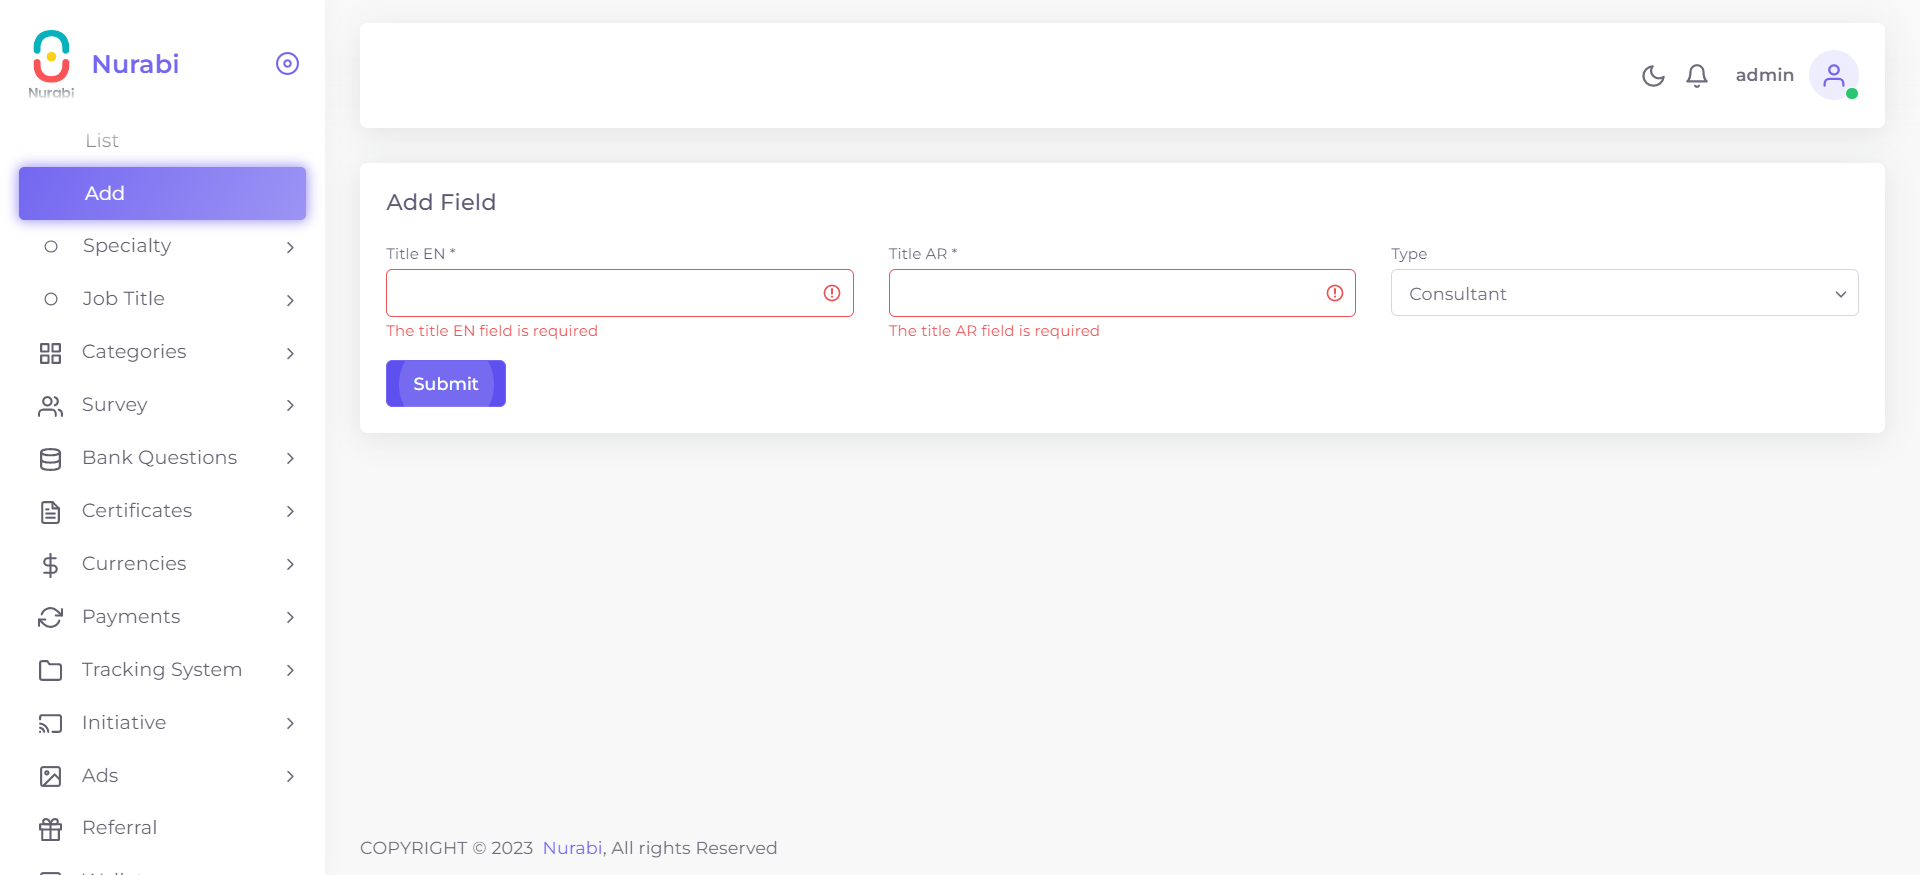 Nurabi
Nurabi
List
Add
Specialty
Job Title
Categories
Survey
Bank Questions
Certificates
Currencies
Payments
Tracking System
Initiative
Ads
Referral
admin
Add Field
Title EN *
Title AR *
Type
Consultant
The title EN field is required
The title AR field is required
Submit
COPYRIGHT © 2023 Nurabi, All rights Reserved